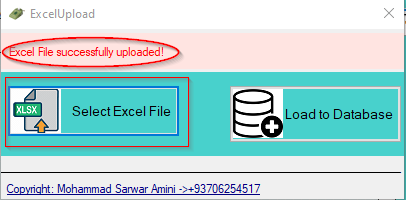 ExcelUpload
Excel File successfully uploaded!
XLSX
Select Excel File
Load to Database
Copyright: Mohammad Sarwar Amini ->+93706254517